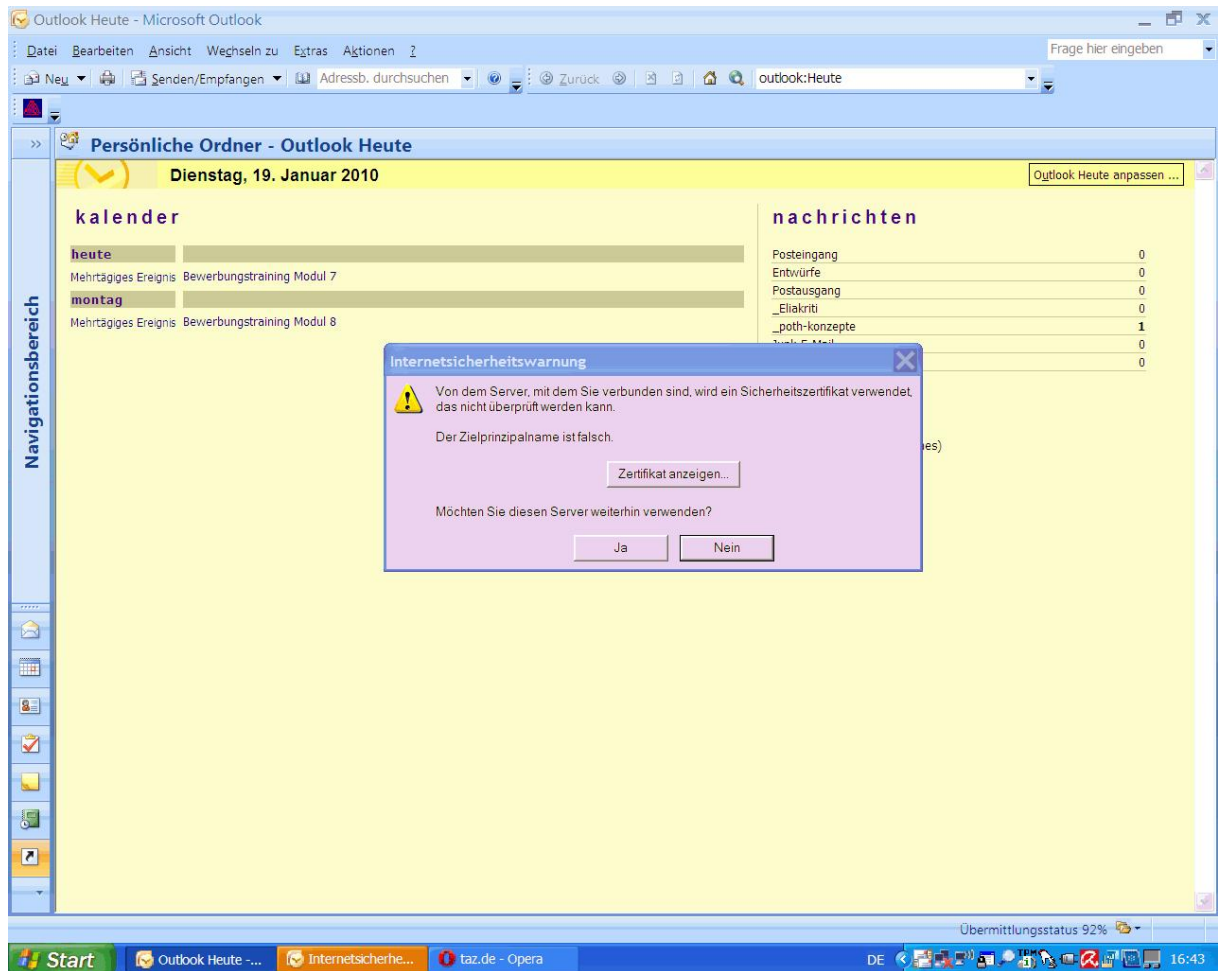 Outlook Heute - Microsoft Outlook
Datei Bearbeiten Ansicht Wechseln zu Extras Aktionen ? Frage hier eingeben
Neu Senden/Empfangen Adressb. durchsuchen Zurück outlook:Heute
Persönliche Ordner - Outlook Heute
Dienstag, 19. Januar 2010 Outlook Heute anpassen ...
kalender
heute
Mehrtägiges Ereignis Bewerbungstraining Modul 7
montag
Mehrtägiges Ereignis Bewerbungstraining Modul 8
nachrichten
Posteingang 0
Entwürfe 0
Postausgang 0
_Eliakriti 0
_poth-konzepte 1
Junk-E-Mail 0
0
Navigationsbereich
Internetsicherheitswarnung
Von dem Server, mit dem Sie verbunden sind, wird ein Sicherheitszertifikat verwendet,
das nicht überprüft werden kann.
Der Zielprinzipalname ist falsch.
Zertifikat anzeigen...
Möchten Sie diesen Server weiterhin verwenden?
Ja Nein
Übermittlungsstatus 92%
Start Outlook Heute -... Internetsicherhe... taz.de - Opera DE 16:43